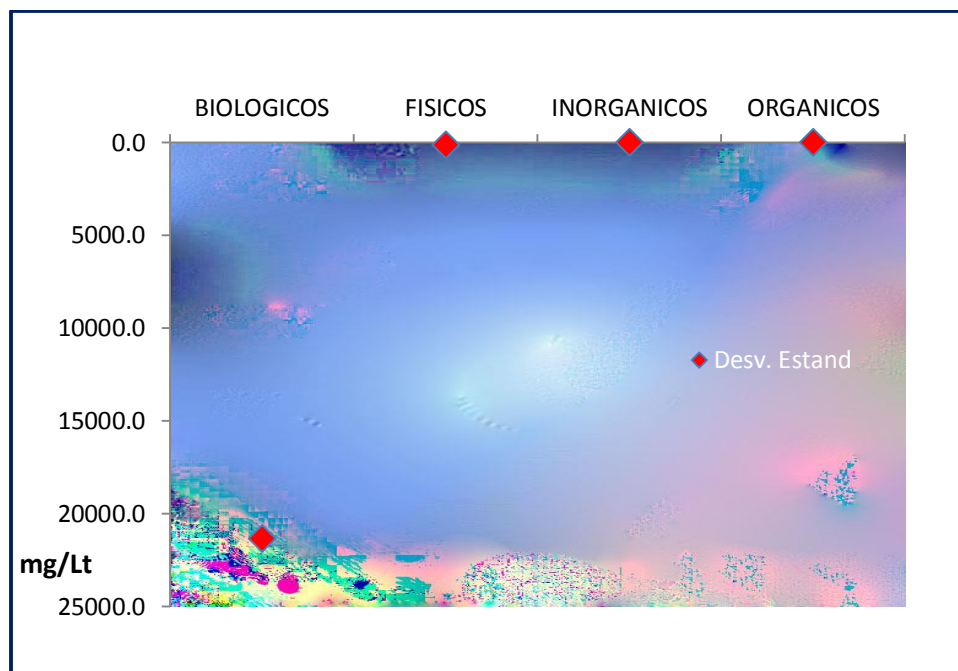 BIOLOGICOS FISICOS INORGANICOS ORGANICOS
0.0
5000.0
10000.0
Desv. Estand
15000.0
20000.0
mg/Lt
25000.0